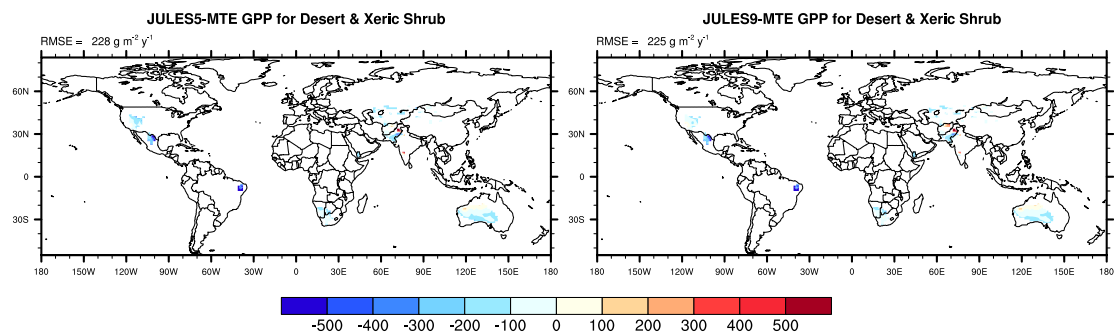 JULES5-MTE GPP for Desert & Xeric Shrub
RMSE = 228 g m⁻² y⁻¹
60N
30N
0
30S
180 150W 120W 90W 60W 30W 0 30E 60E 90E 120E 150E 180
JULES9-MTE GPP for Desert & Xeric Shrub
RMSE = 225 g m⁻² y⁻¹
60N
30N
0
30S
180 150W 120W 90W 60W 30W 0 30E 60E 90E 120E 150E 180
-500 -400 -300 -200 -100 0 100 200 300 400 500